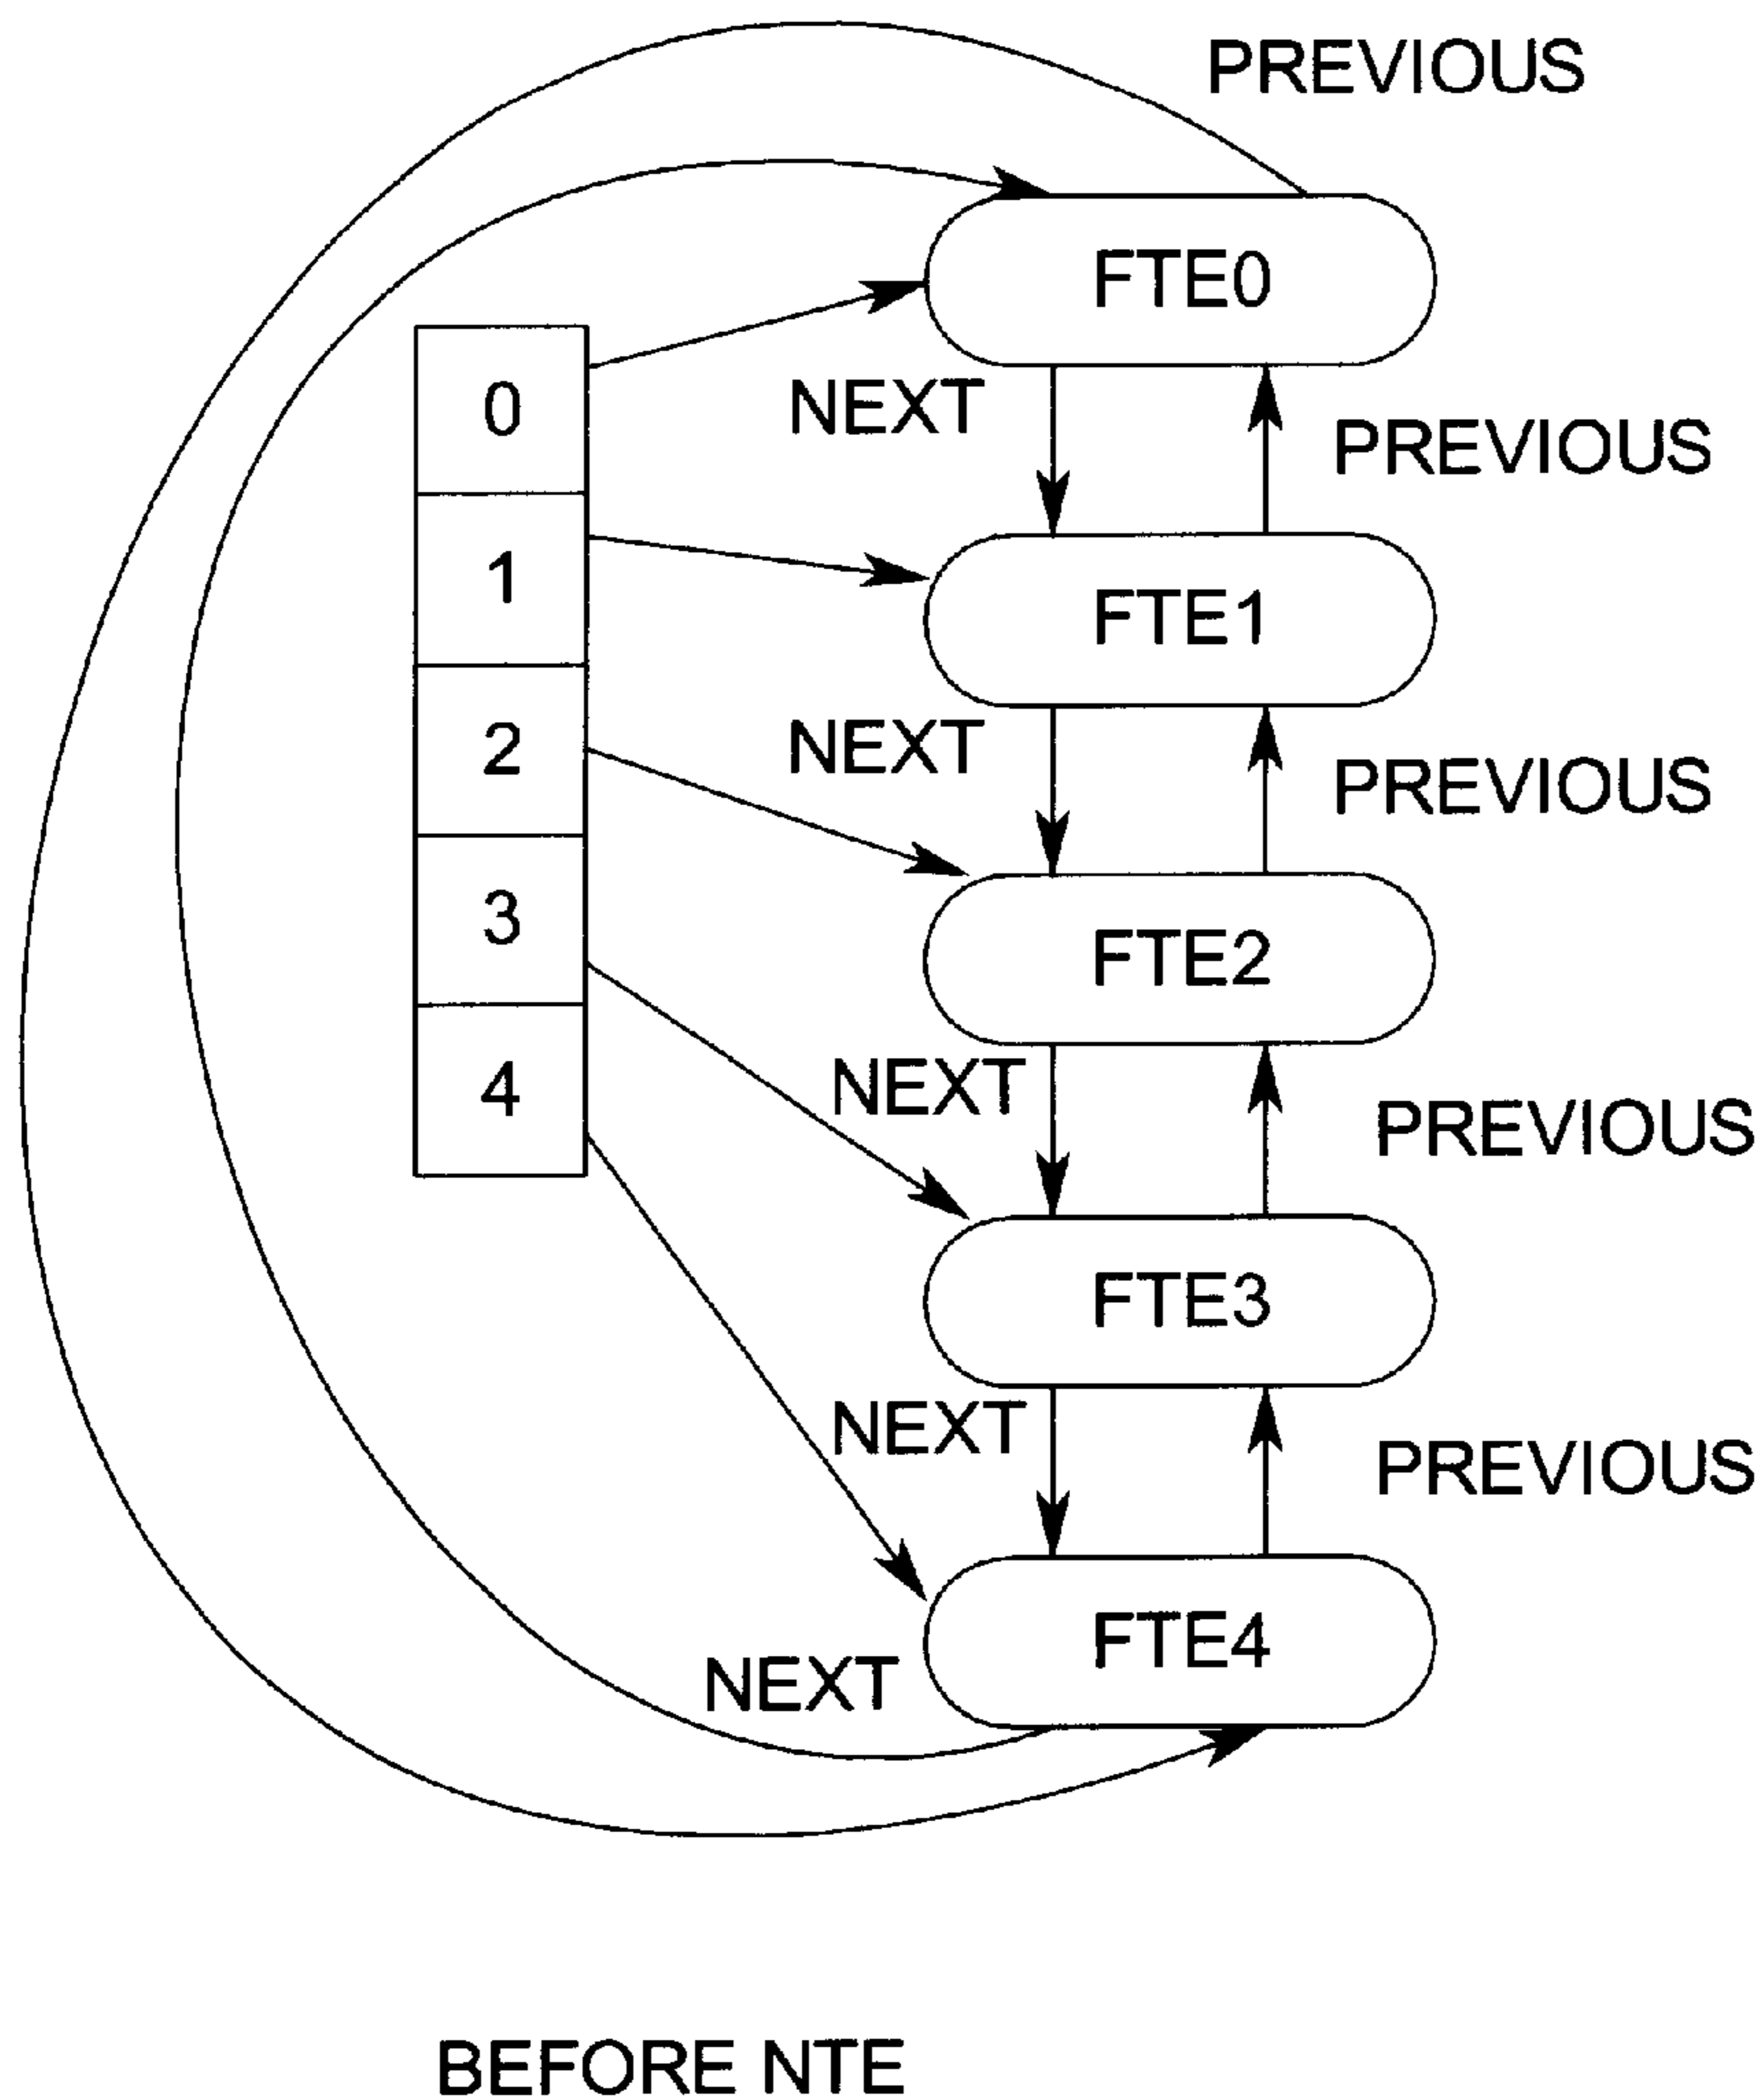 PREVIOUS
FTE0
0
NEXT
PREVIOUS
1
FTE1
2
NEXT
PREVIOUS
3
FTE2
4
NEXT
PREVIOUS
FTE3
NEXT
PREVIOUS
FTE4
NEXT
BEFORE NTE